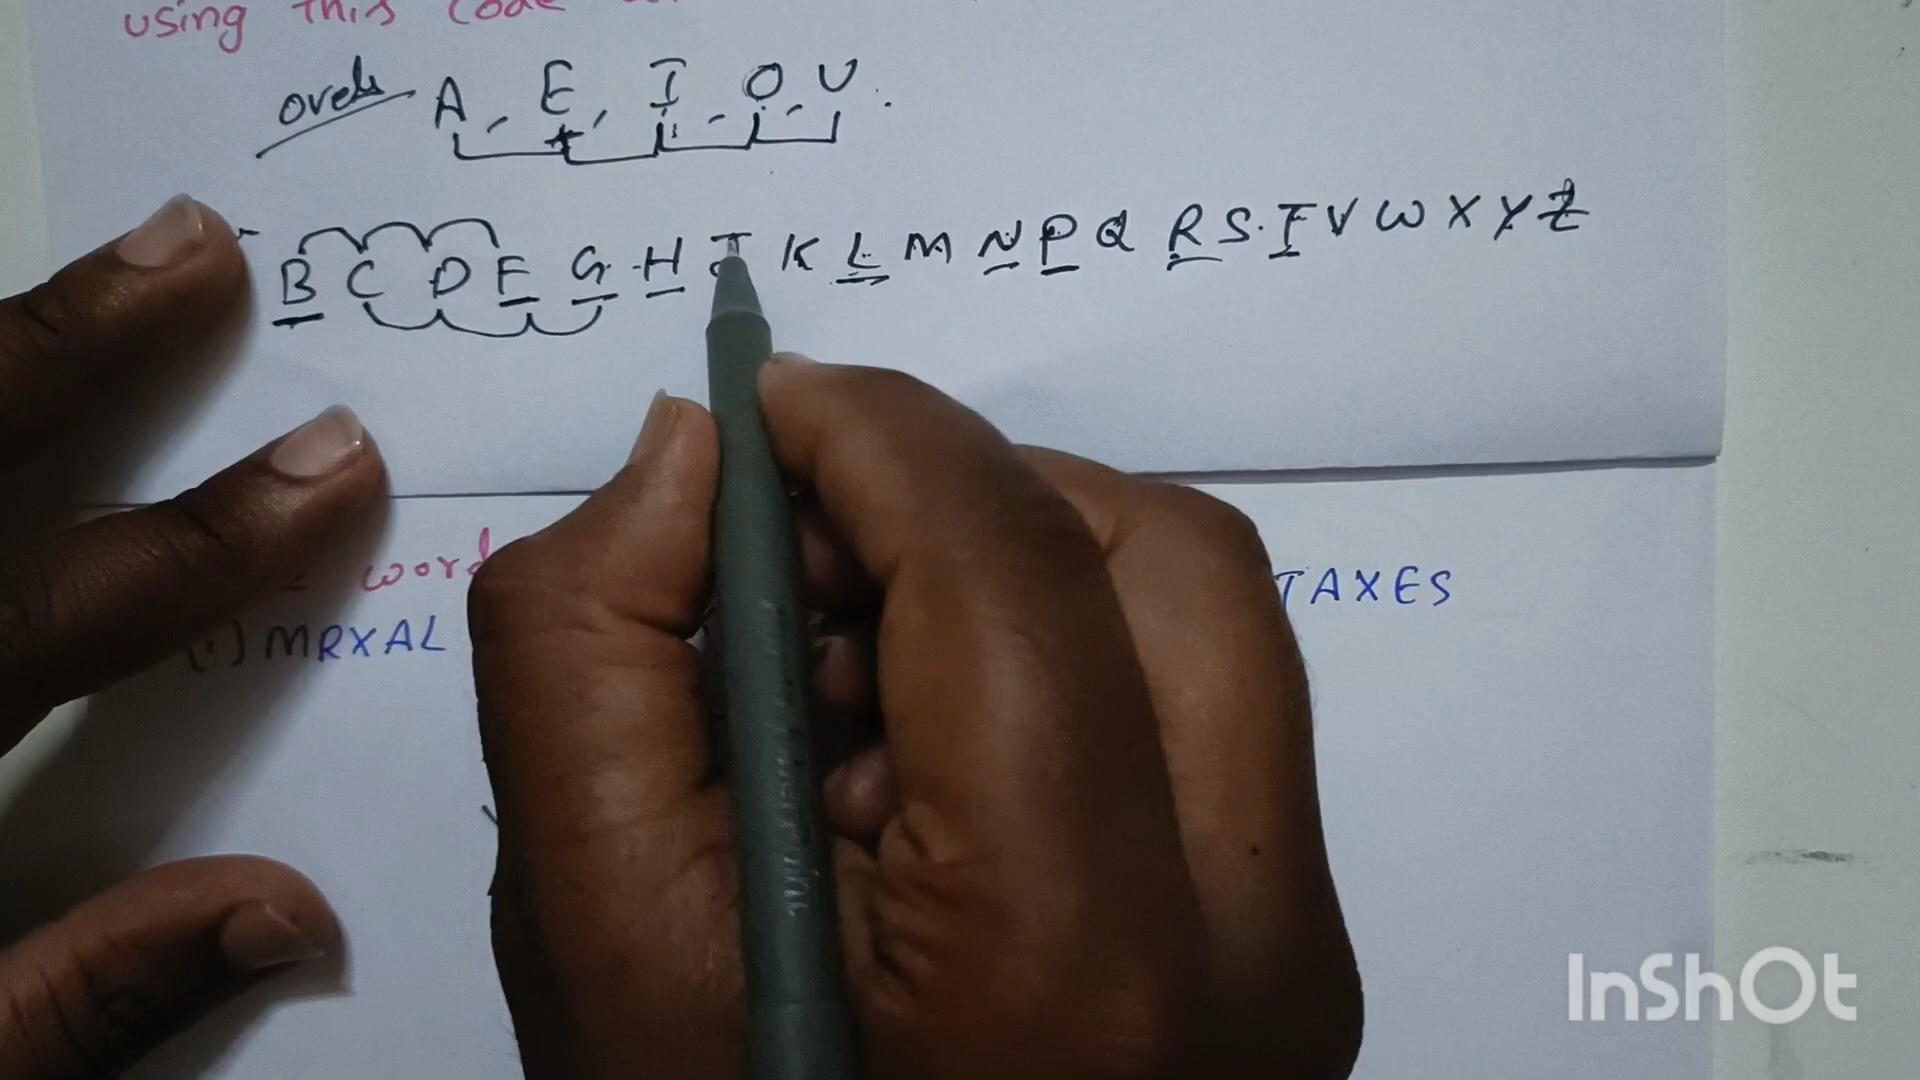 using this code
ovels A, E, I, O, U.
B C D F G H J K L M N P Q R S T V W X Y Z
word TAXES
(i) MRXAL
InShOt